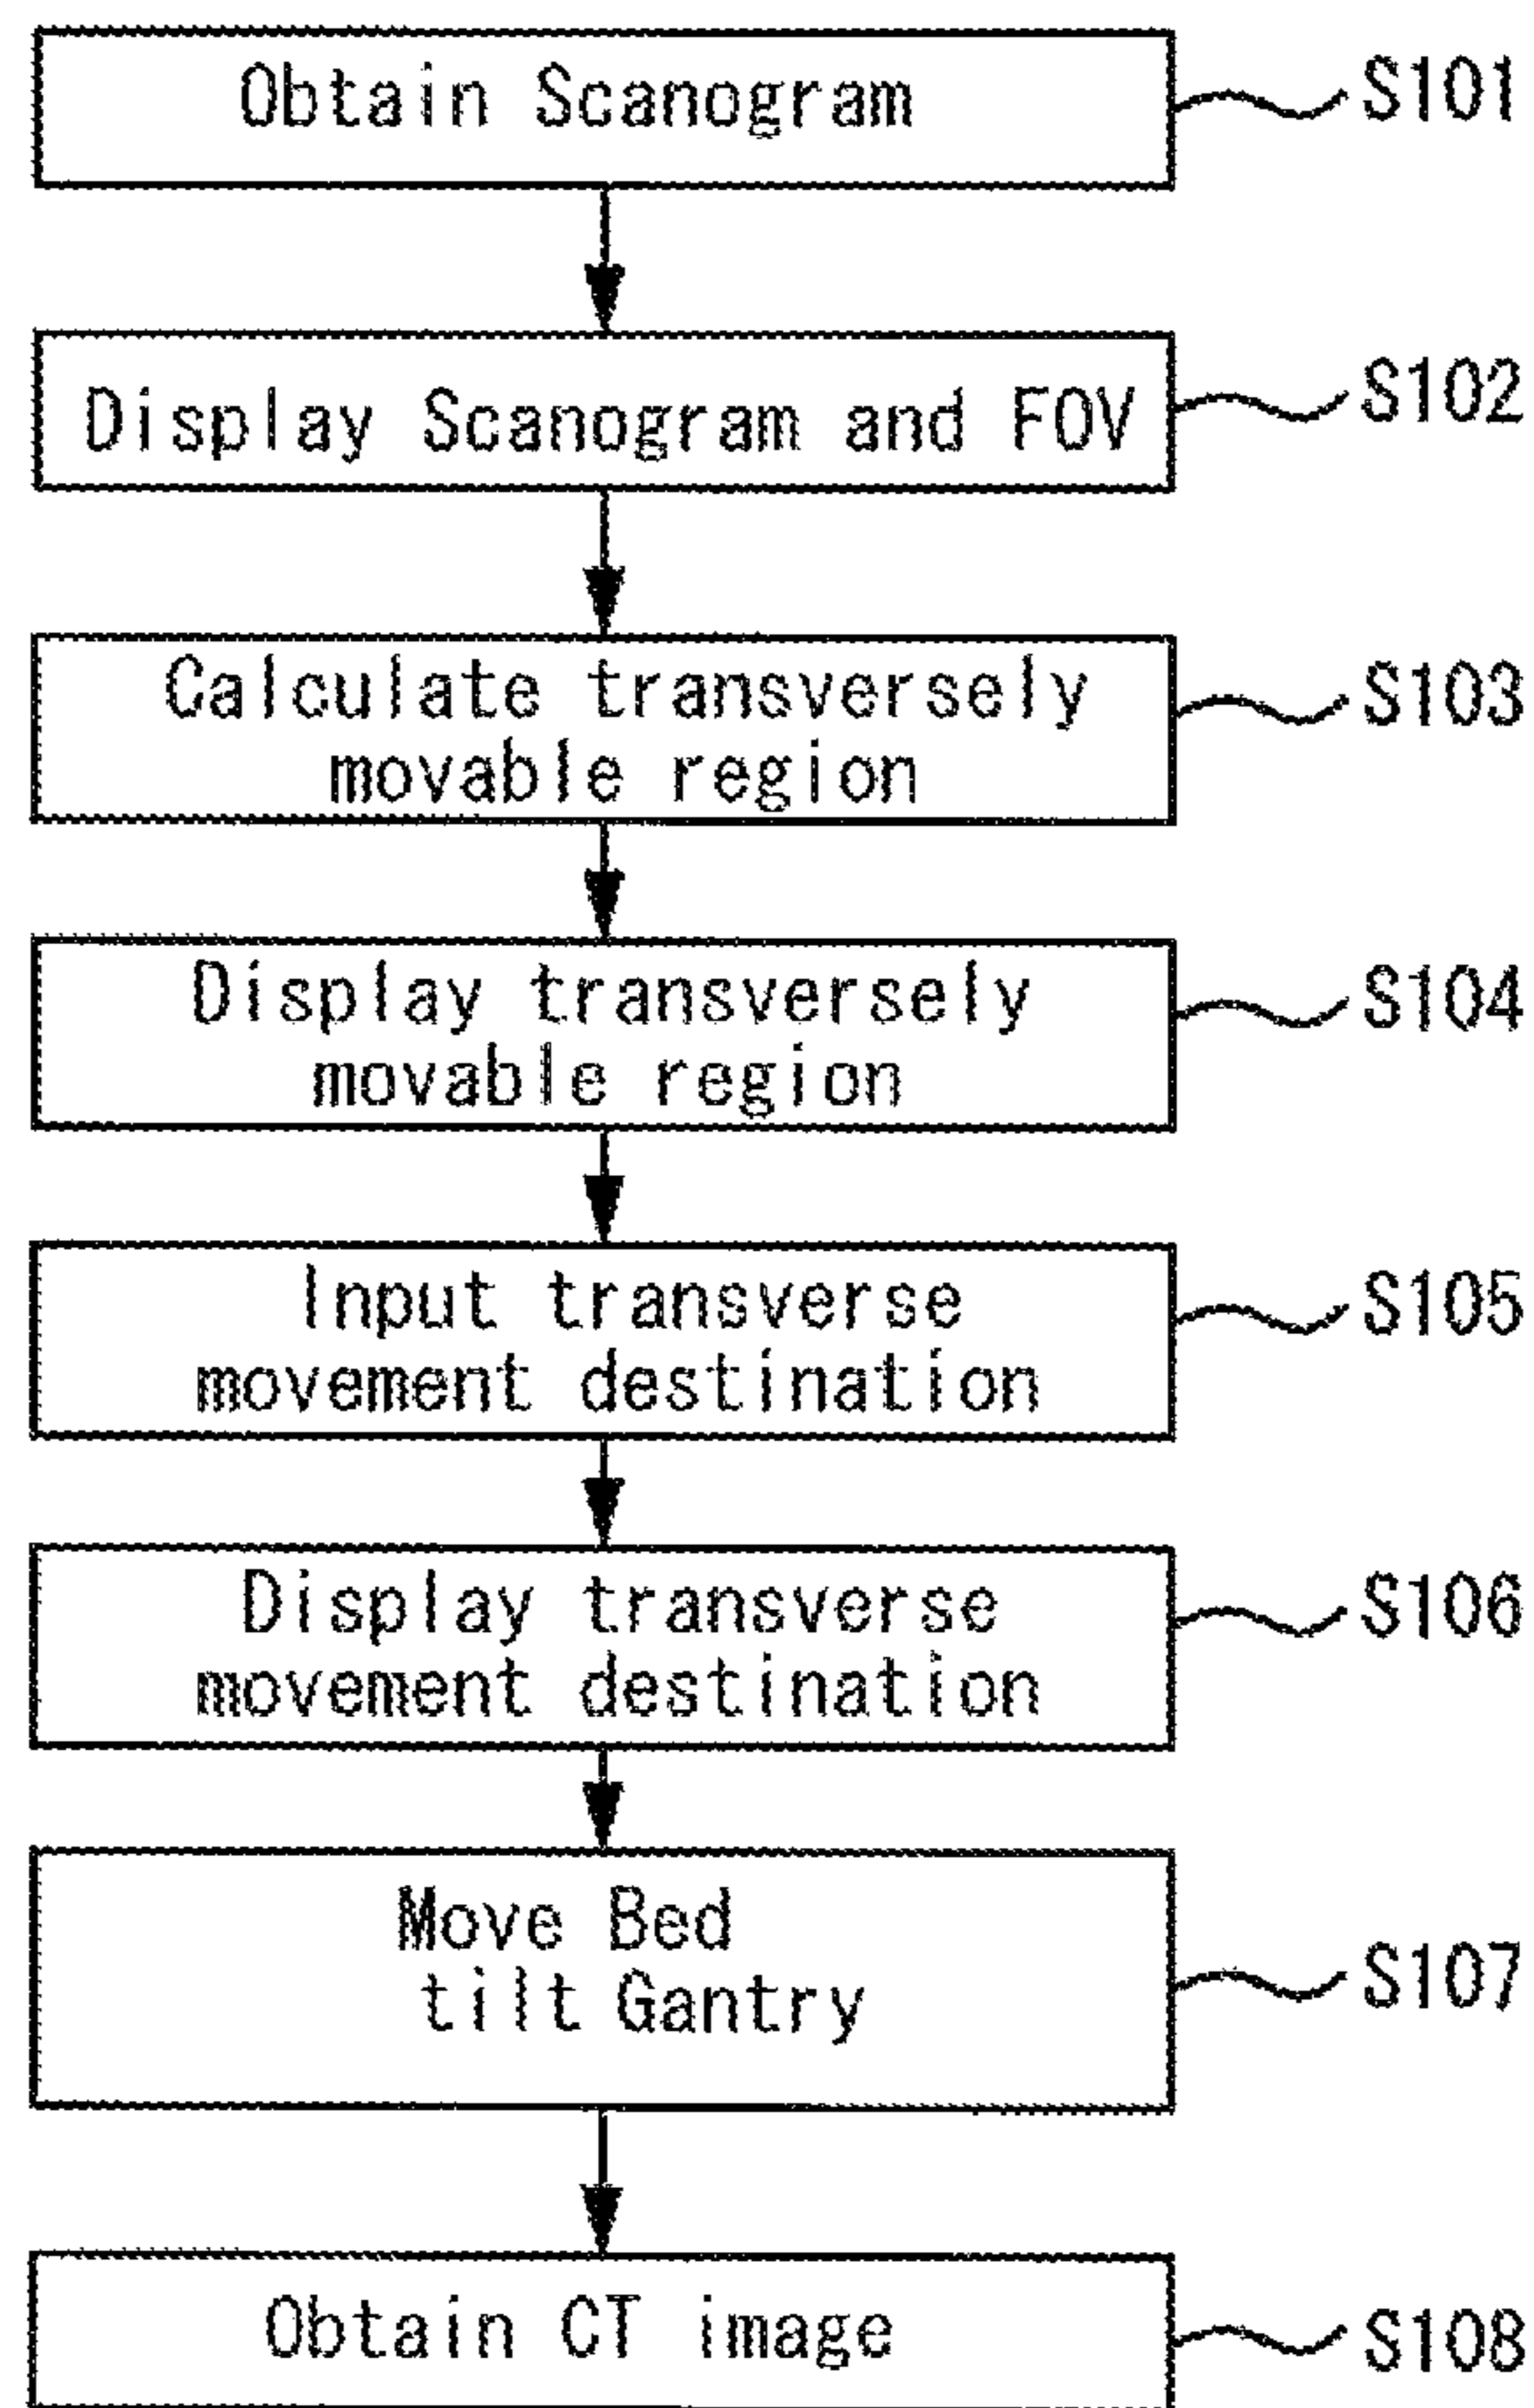 Obtain Scanogram
S101
Display Scanogram and FOV
S102
Calculate transversely
movable region
S103
Display transversely
movable region
S104
Input transverse
movement destination
S105
Display transverse
movement destination
S106
Move Bed
tilt Gantry
S107
Obtain CT image
S108